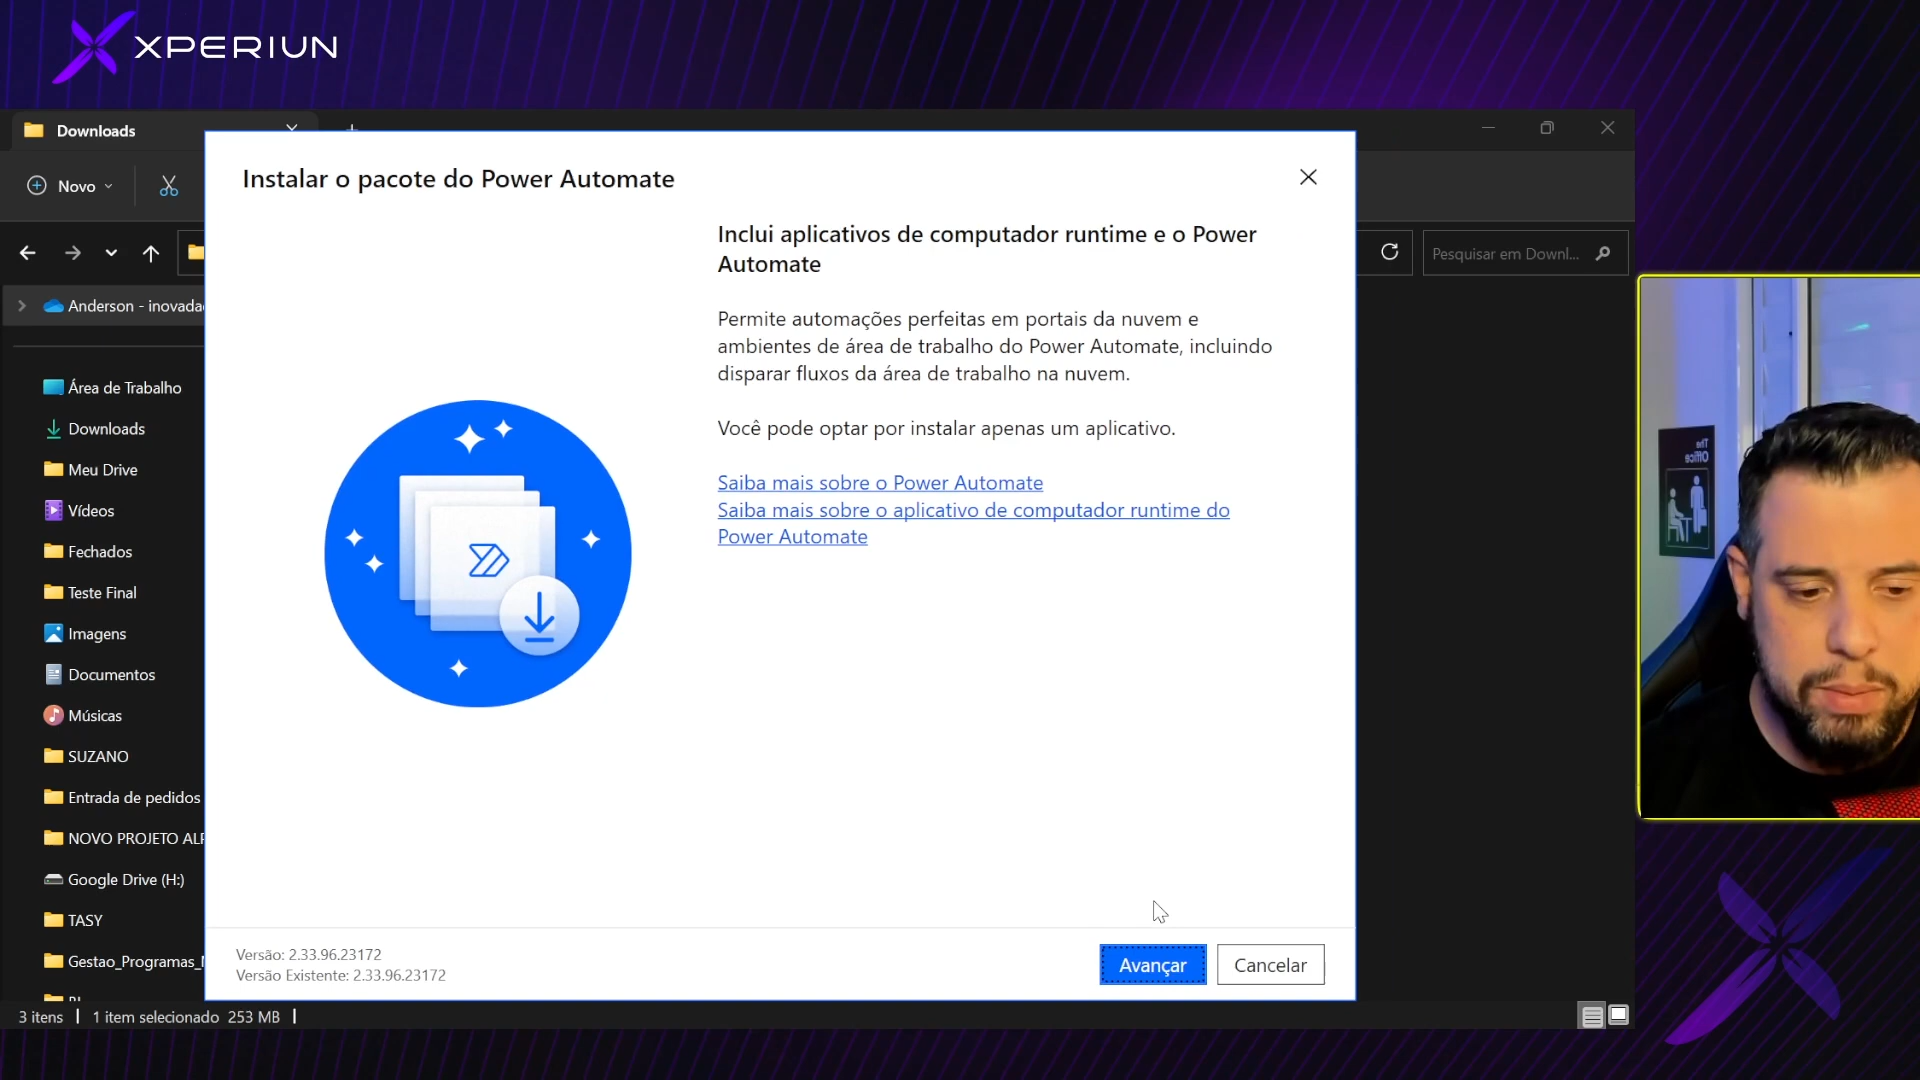 XPERIUN
Downloads
Novo
Instalar o pacote do Power Automate
Inclui aplicativos de computador runtime e o Power
Automate
Pesquisar em Downl...
Permite automações perfeitas em portais da nuvem e
ambientes de área de trabalho do Power Automate, incluindo
disparar fluxos da área de trabalho na nuvem.
Você pode optar por instalar apenas um aplicativo.
Saiba mais sobre o Power Automate
Saiba mais sobre o aplicativo de computador runtime do
Power Automate
Anderson - inovada
Área de Trabalho
Downloads
Meu Drive
Vídeos
Fechados
Teste Final
Imagens
Documentos
Músicas
SUZANO
Entrada de pedidos
NOVO PROJETO
Google Drive (H:)
TASY
Gestao_Programas_
The
Office
Versão: 2.33.96.23172
Versão Existente: 2.33.96.23172
Avançar
Cancelar
3 itens
1 item selecionado 253 MB